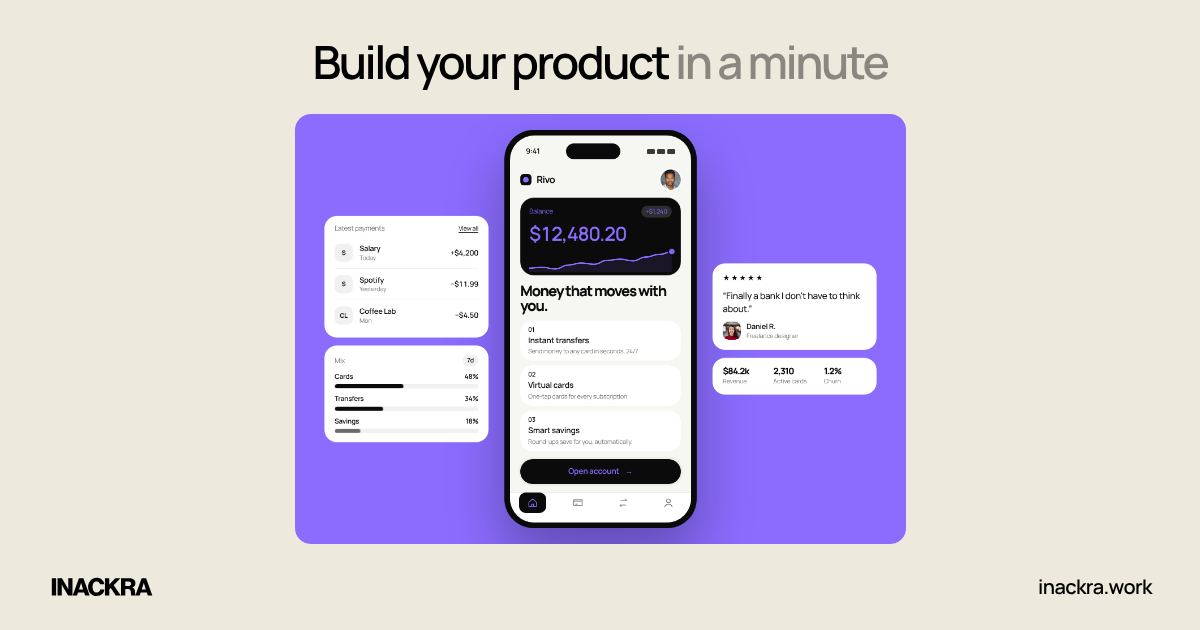 Build your product in a minute
Latest payments View all
S Salary +$4,200
Today
S Spotify −$11.99
Yesterday
CL Coffee Lab −$4.50
Mon
Mix 7d
Cards 48%
Transfers 34%
Savings 18%
9:41
Rivo
Balance +$1,240
$12,480.20
Money that moves with
you.
01
Instant transfers
Send money to any card in seconds, 24/7
02
Virtual cards
One-tap cards for every subscription
03
Smart savings
Round-ups save for you, automatically.
Open account →
★★★★★
“Finally a bank I don't have to think
about.”
Daniel R.
Freelance designer
$84.2k 2,310 1.2%
Revenue Active cards Churn
INACKRA
inackra.work